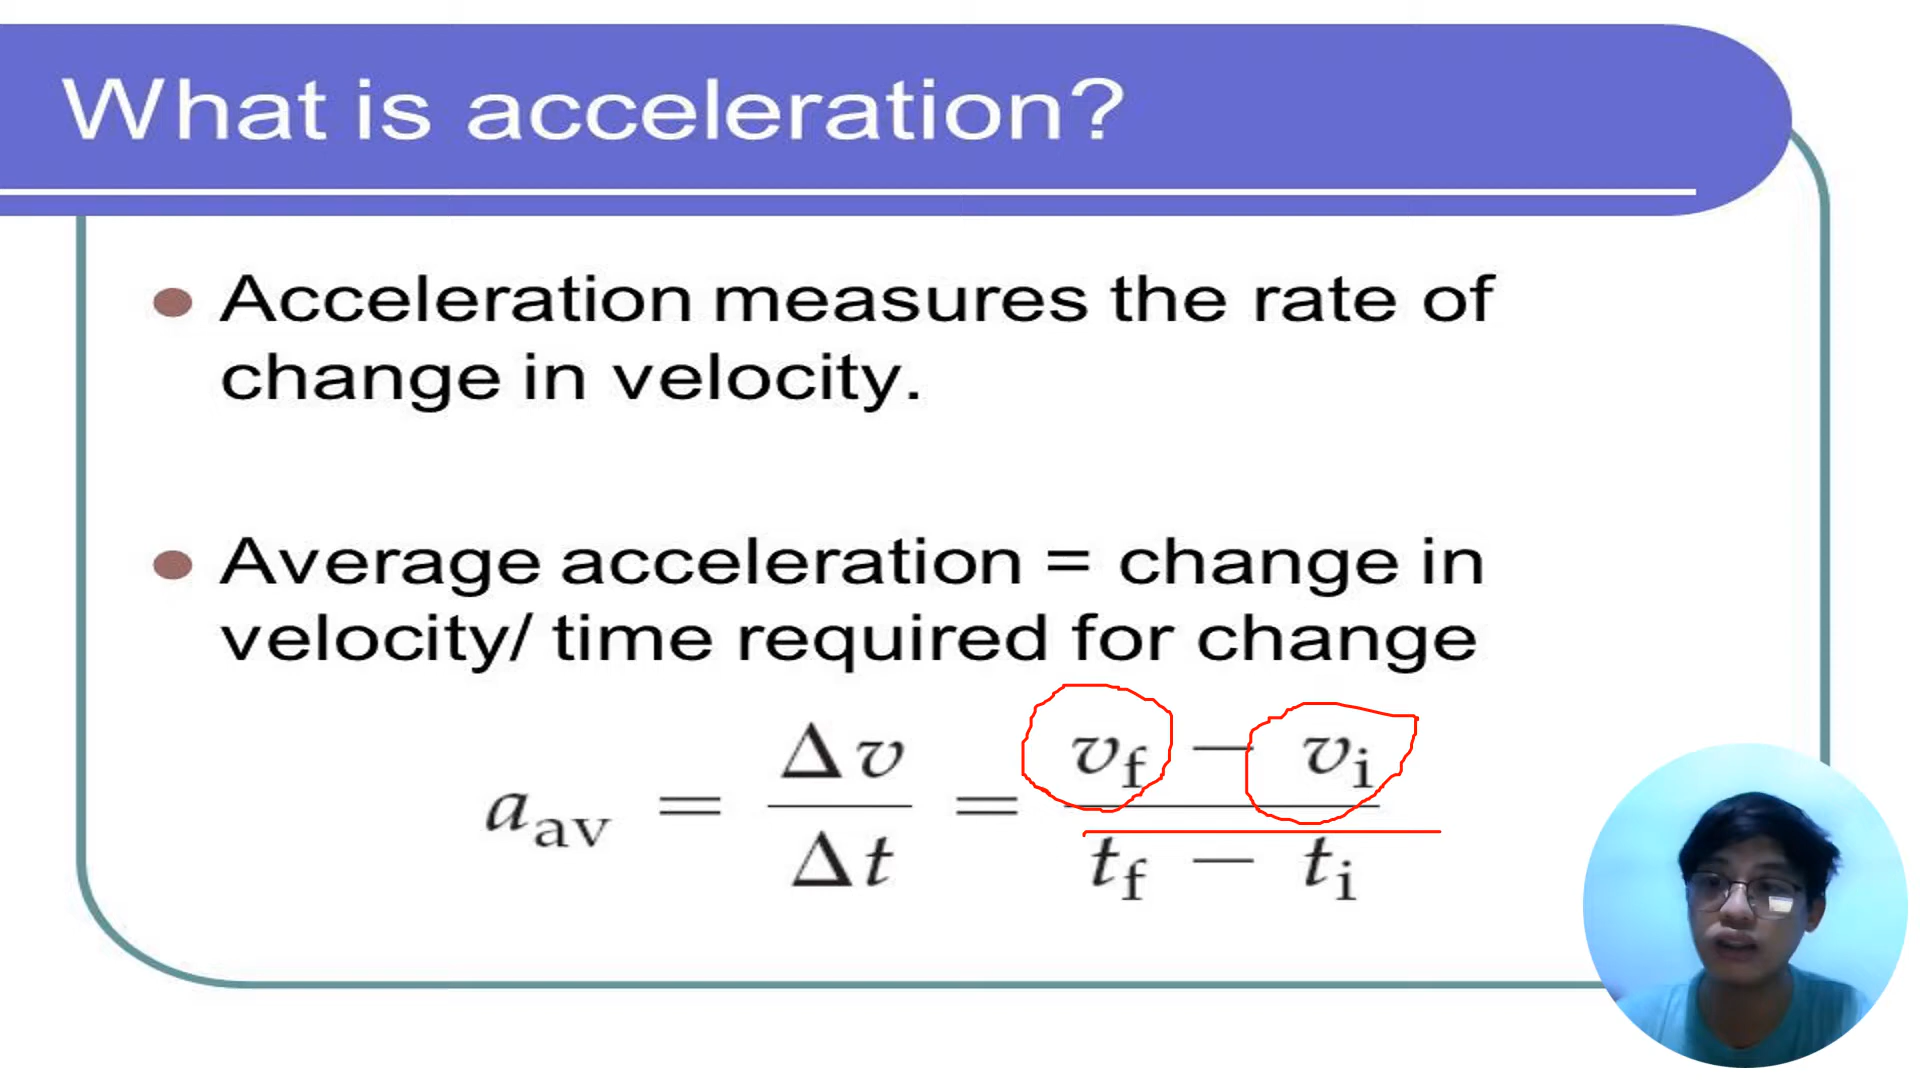 What is acceleration?
Acceleration measures the rate of
change in velocity.
Average acceleration = change in
velocity/ time required for change
a_av = Δv/Δt = (v_f − v_i)/(t_f − t_i)